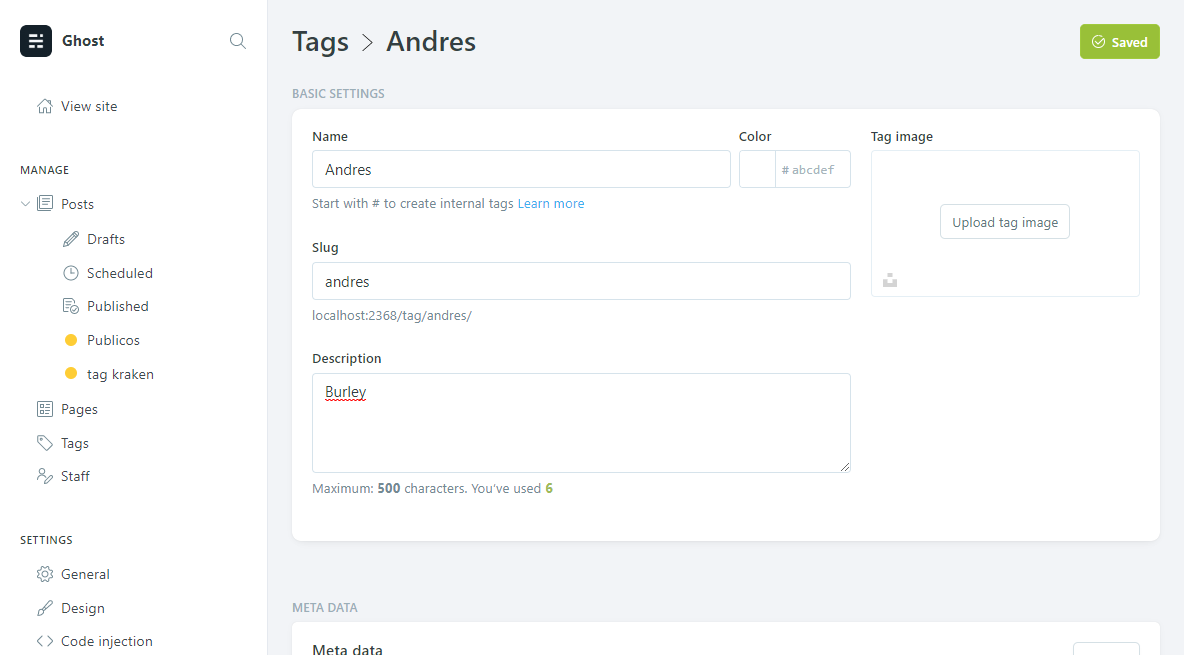 Ghost
View site
MANAGE
Posts
Drafts
Scheduled
Published
Publicos
tag kraken
Pages
Tags
Staff
SETTINGS
General
Design
Code injection
Tags > Andres
Saved
BASIC SETTINGS
Name
Andres
Start with # to create internal tags Learn more
Color
# abcdef
Tag image
Upload tag image
Slug
andres
localhost:2368/tag/andres/
Description
Burley
Maximum: 500 characters. You've used 6
META DATA
Meta data